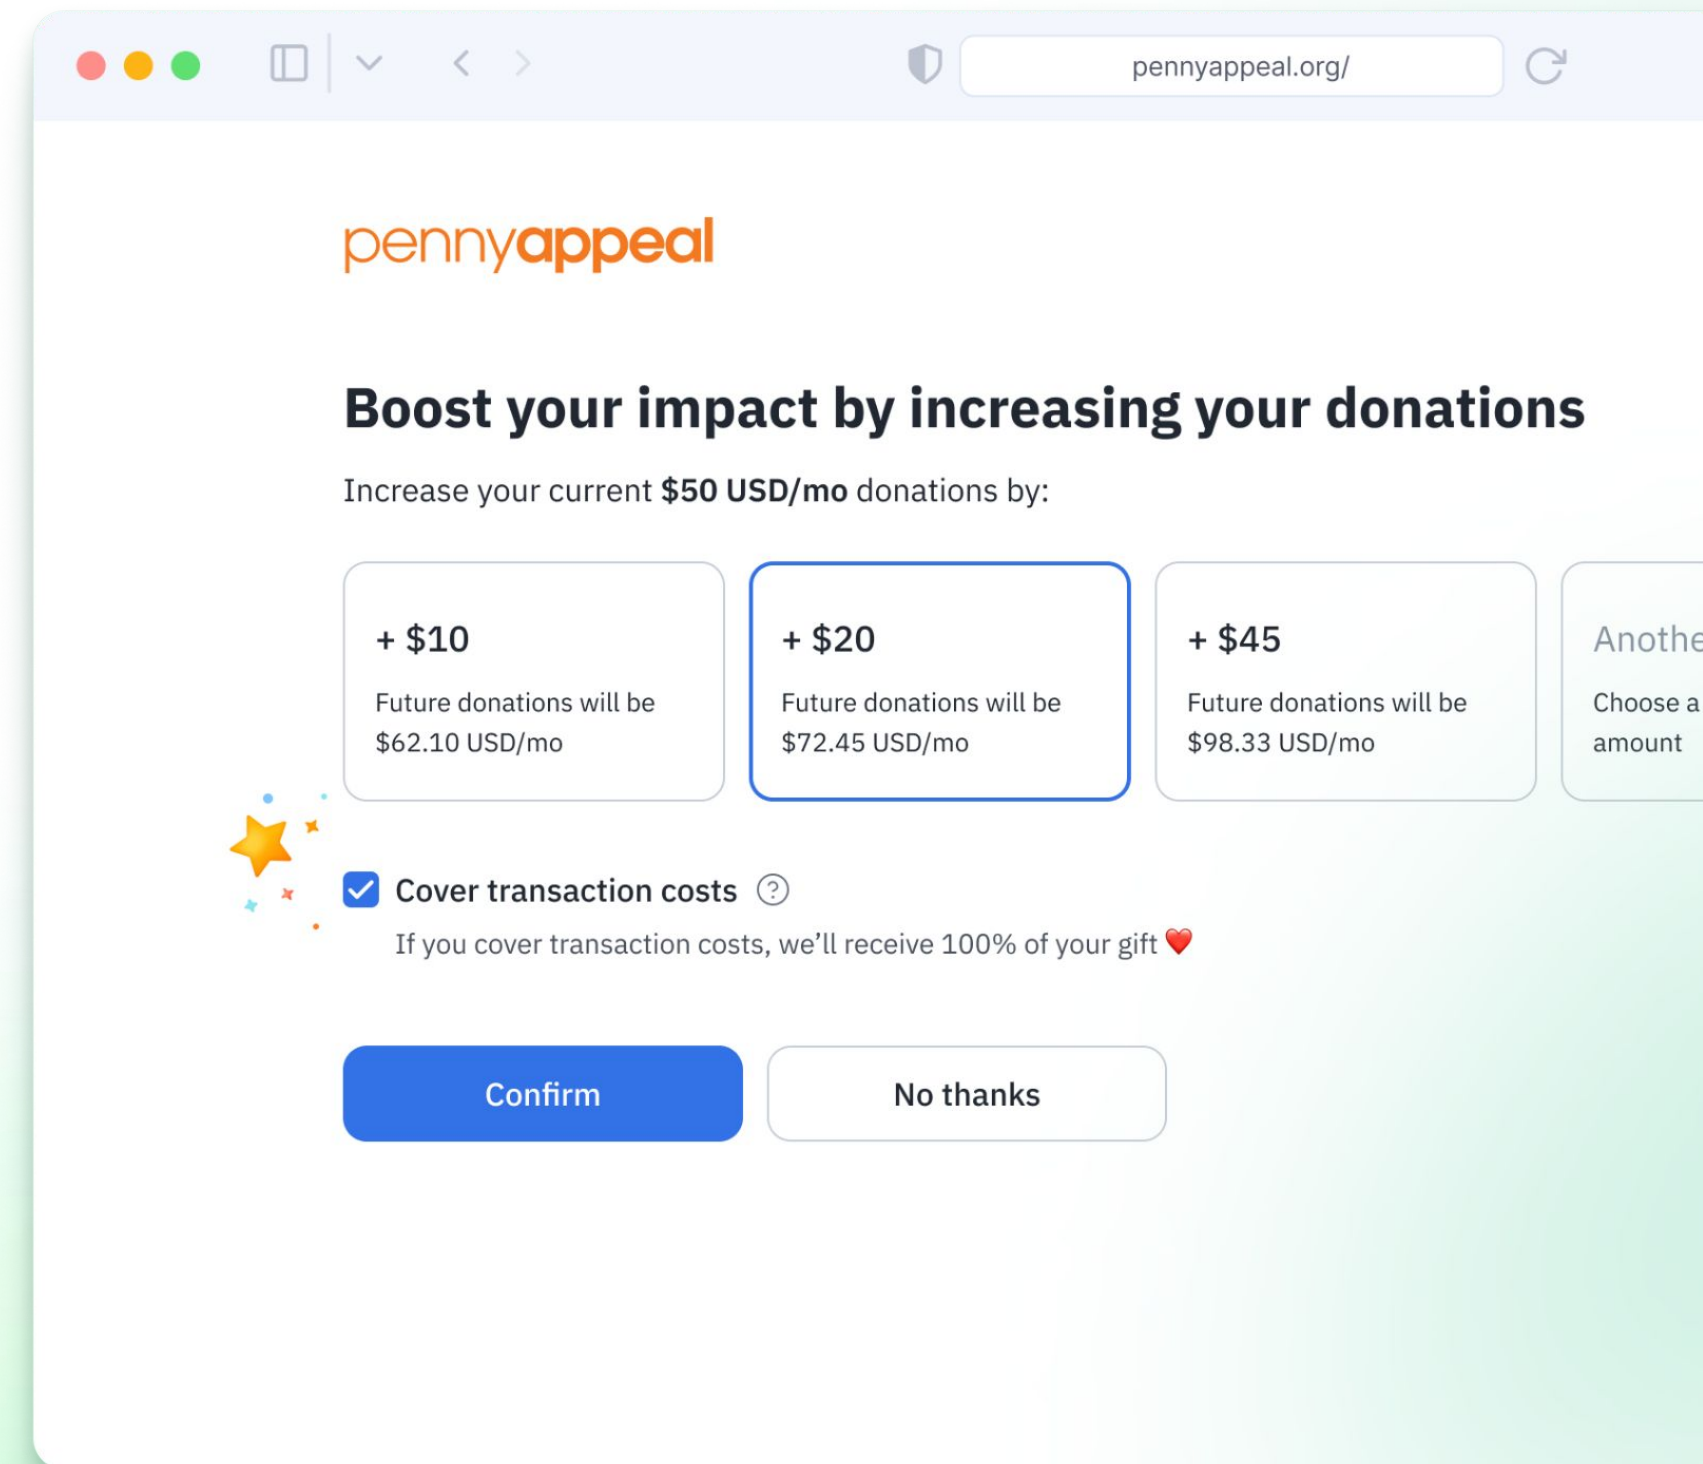 pennyappeal.org/
pennyappeal
Boost your impact by increasing your donations
Increase your current $50 USD/mo donations by:
+ $10
Future donations will be
$62.10 USD/mo
+ $20
Future donations will be
$72.45 USD/mo
+ $45
Future donations will be
$98.33 USD/mo
Choose a
amount
Cover transaction costs ?
If you cover transaction costs, we’ll receive 100% of your gift ❤️
Confirm
No thanks